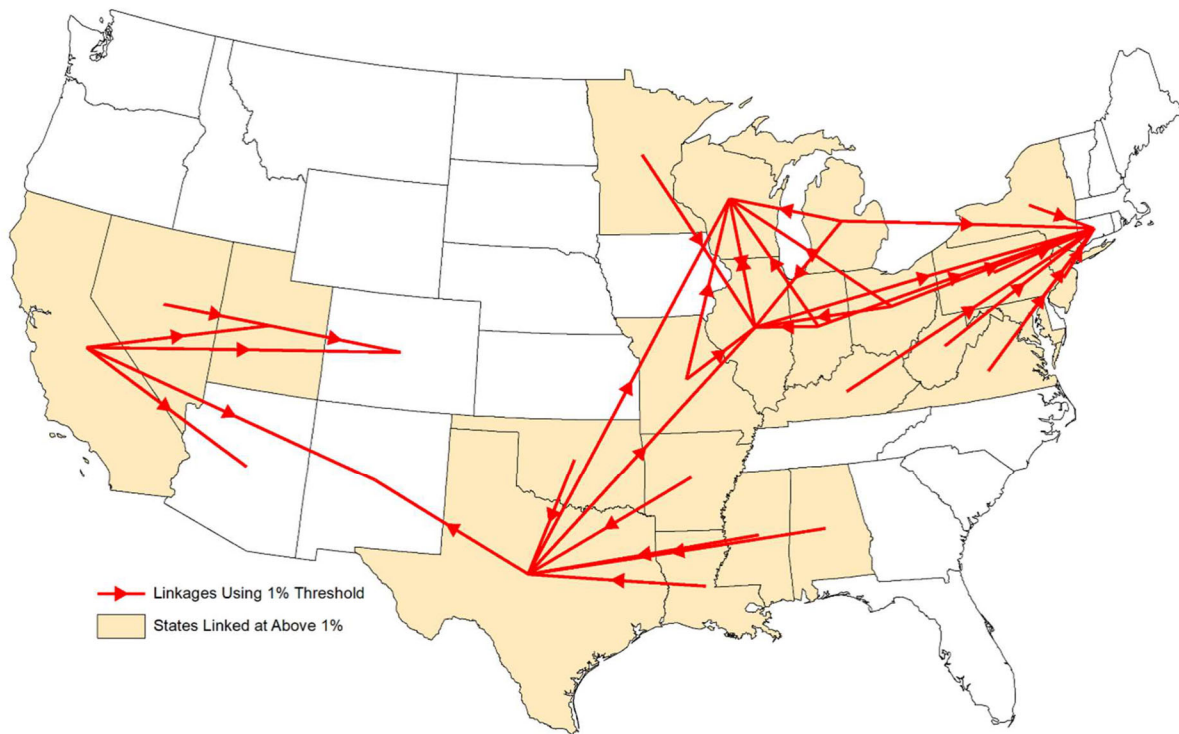 Linkages Using 1% Threshold
States Linked at Above 1%